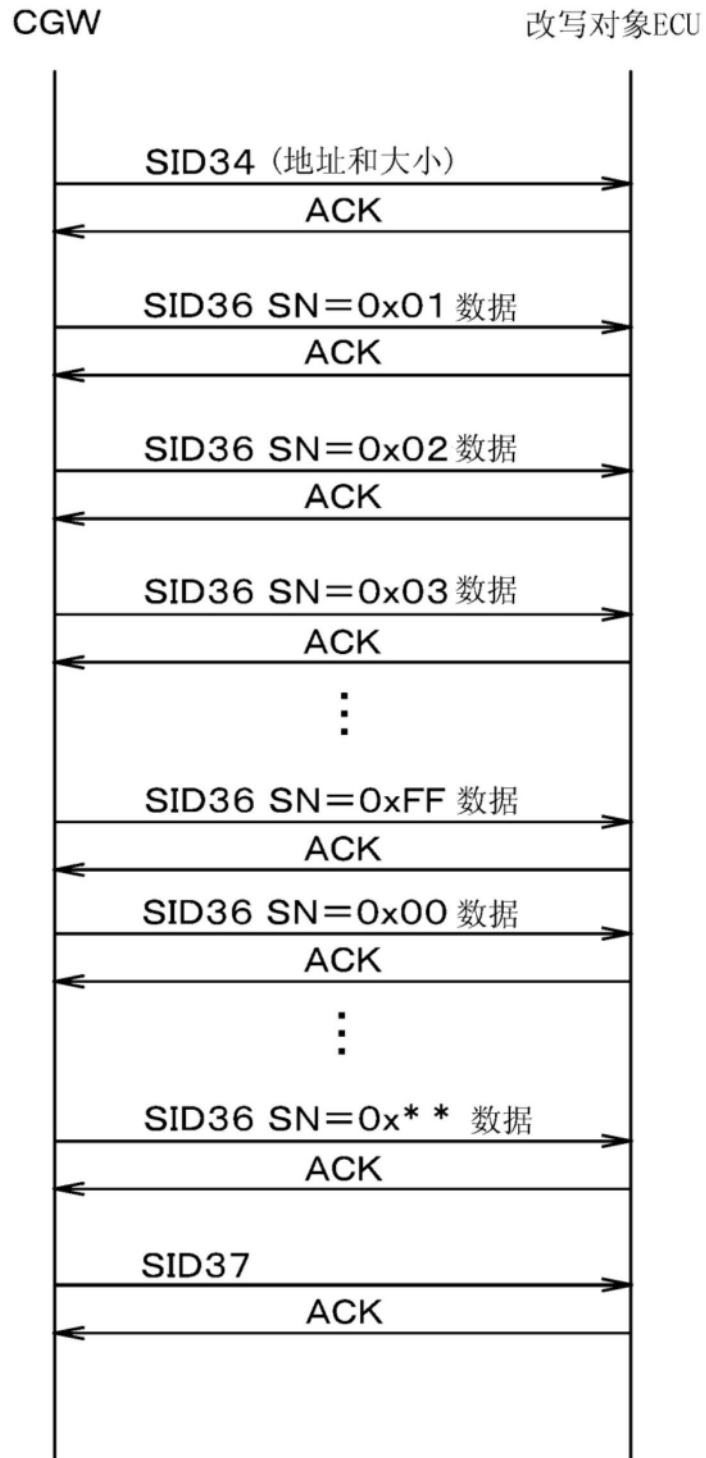 CGW 改写对象ECU
SID34 (地址和大小)
ACK
SID36 SN=0x01 数据
ACK
SID36 SN=0x02 数据
ACK
SID36 SN=0x03 数据
ACK
⋮
SID36 SN=0xFF 数据
ACK
SID36 SN=0x00 数据
ACK
⋮
SID36 SN=0x** 数据
ACK
SID37
ACK